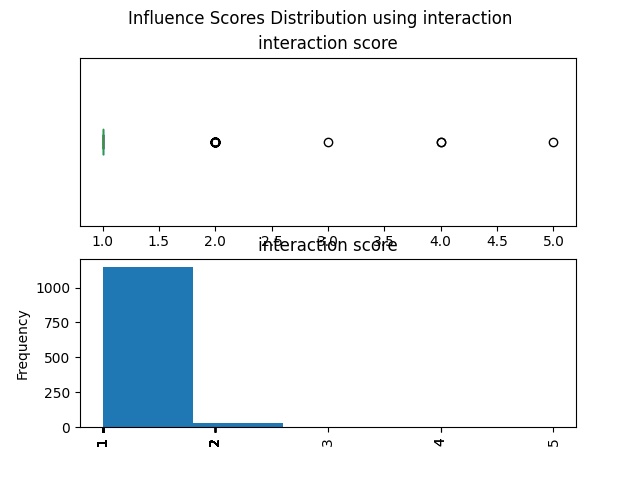 Influence Scores Distribution using interaction
interaction score
1.0 1.5 2.0 2.5 3.0 3.5 4.0 4.5 5.0
interaction score
Frequency
1000
750
500
250
0
1 2 3 4 5